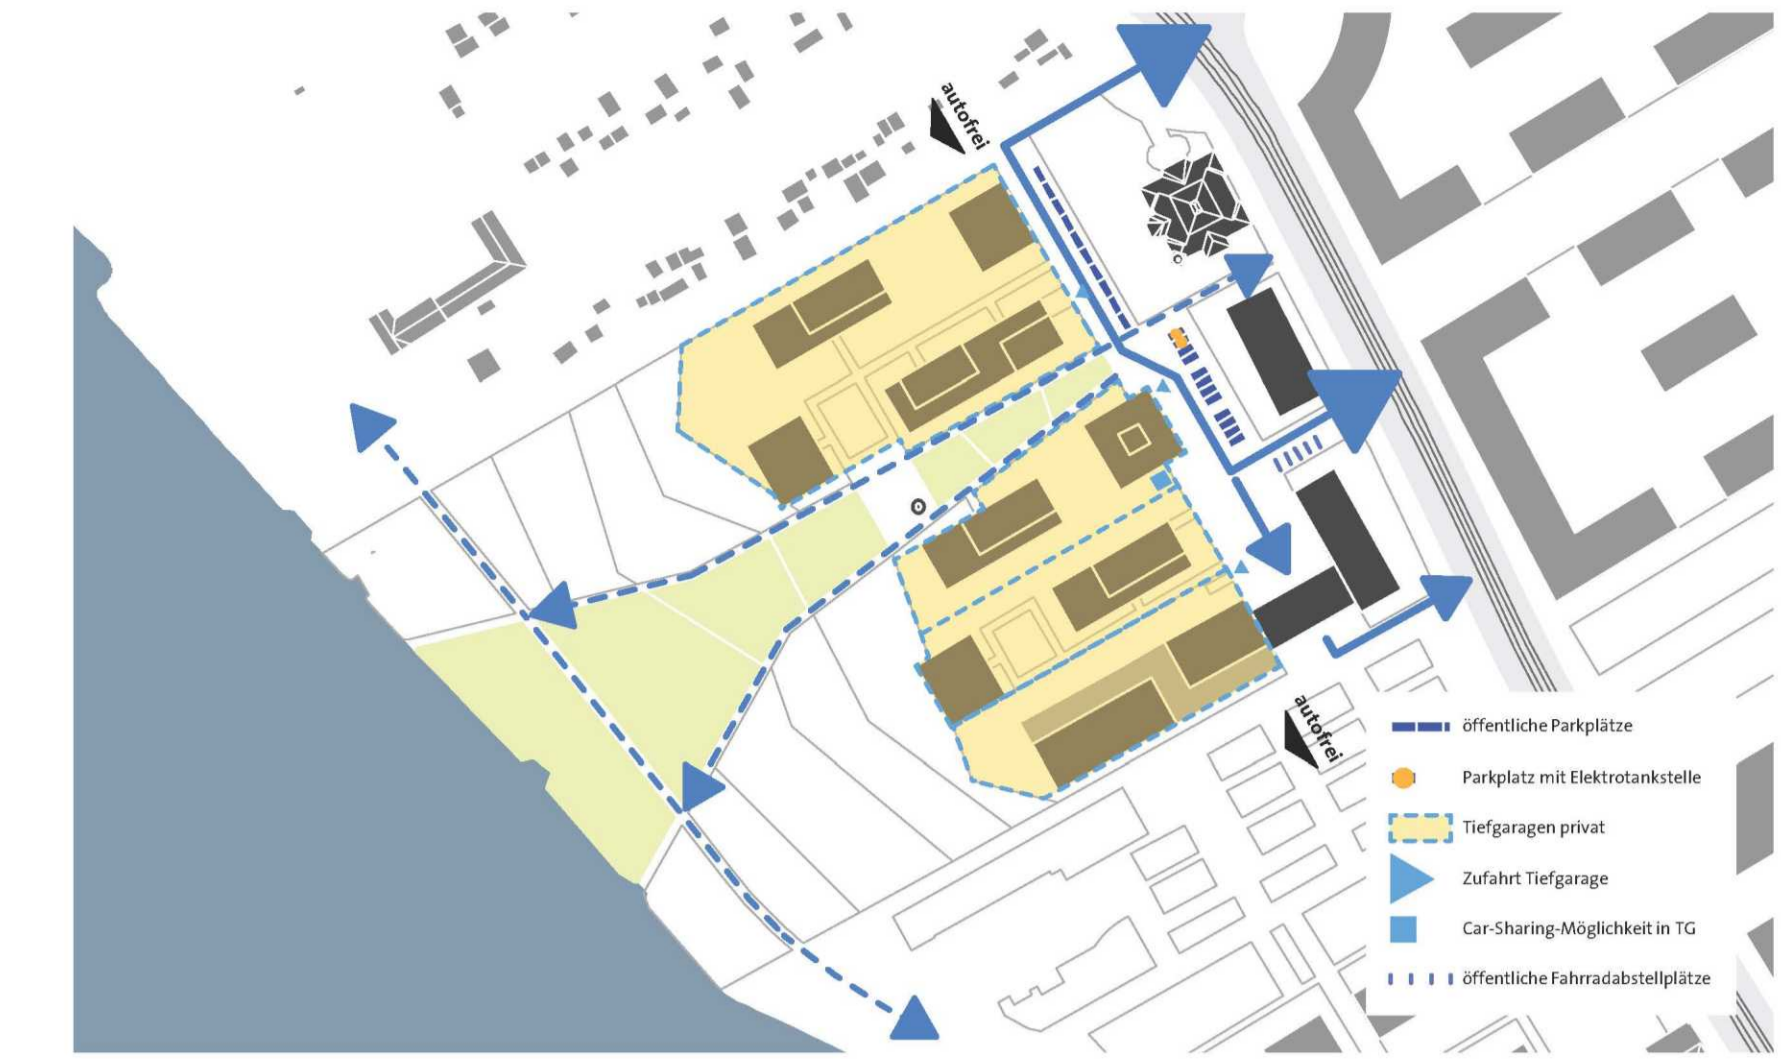 autofrei
autofrei
öffentliche Parkplätze
Parkplatz mit Elektrotankstelle
Tiefgaragen privat
Zufahrt Tiefgarage
Car-Sharing-Möglichkeit in TG
öffentliche Fahrradabstellplätze